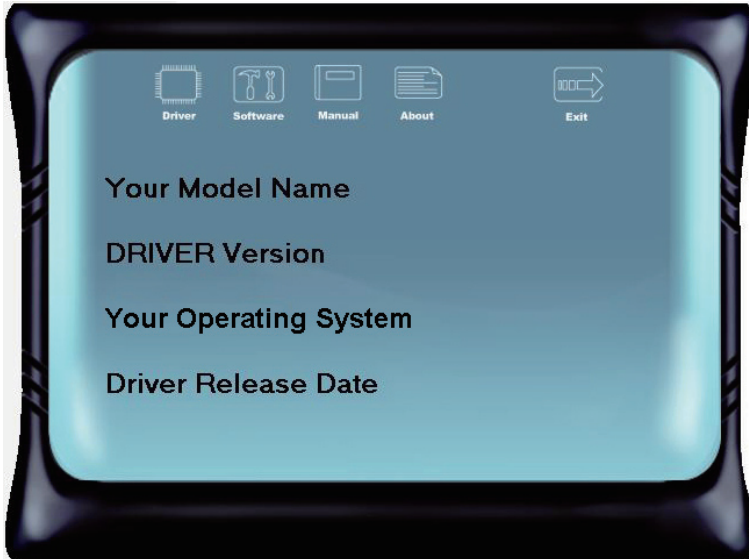 Driver Software Manual About Exit
Your Model Name
DRIVER Version
Your Operating System
Driver Release Date